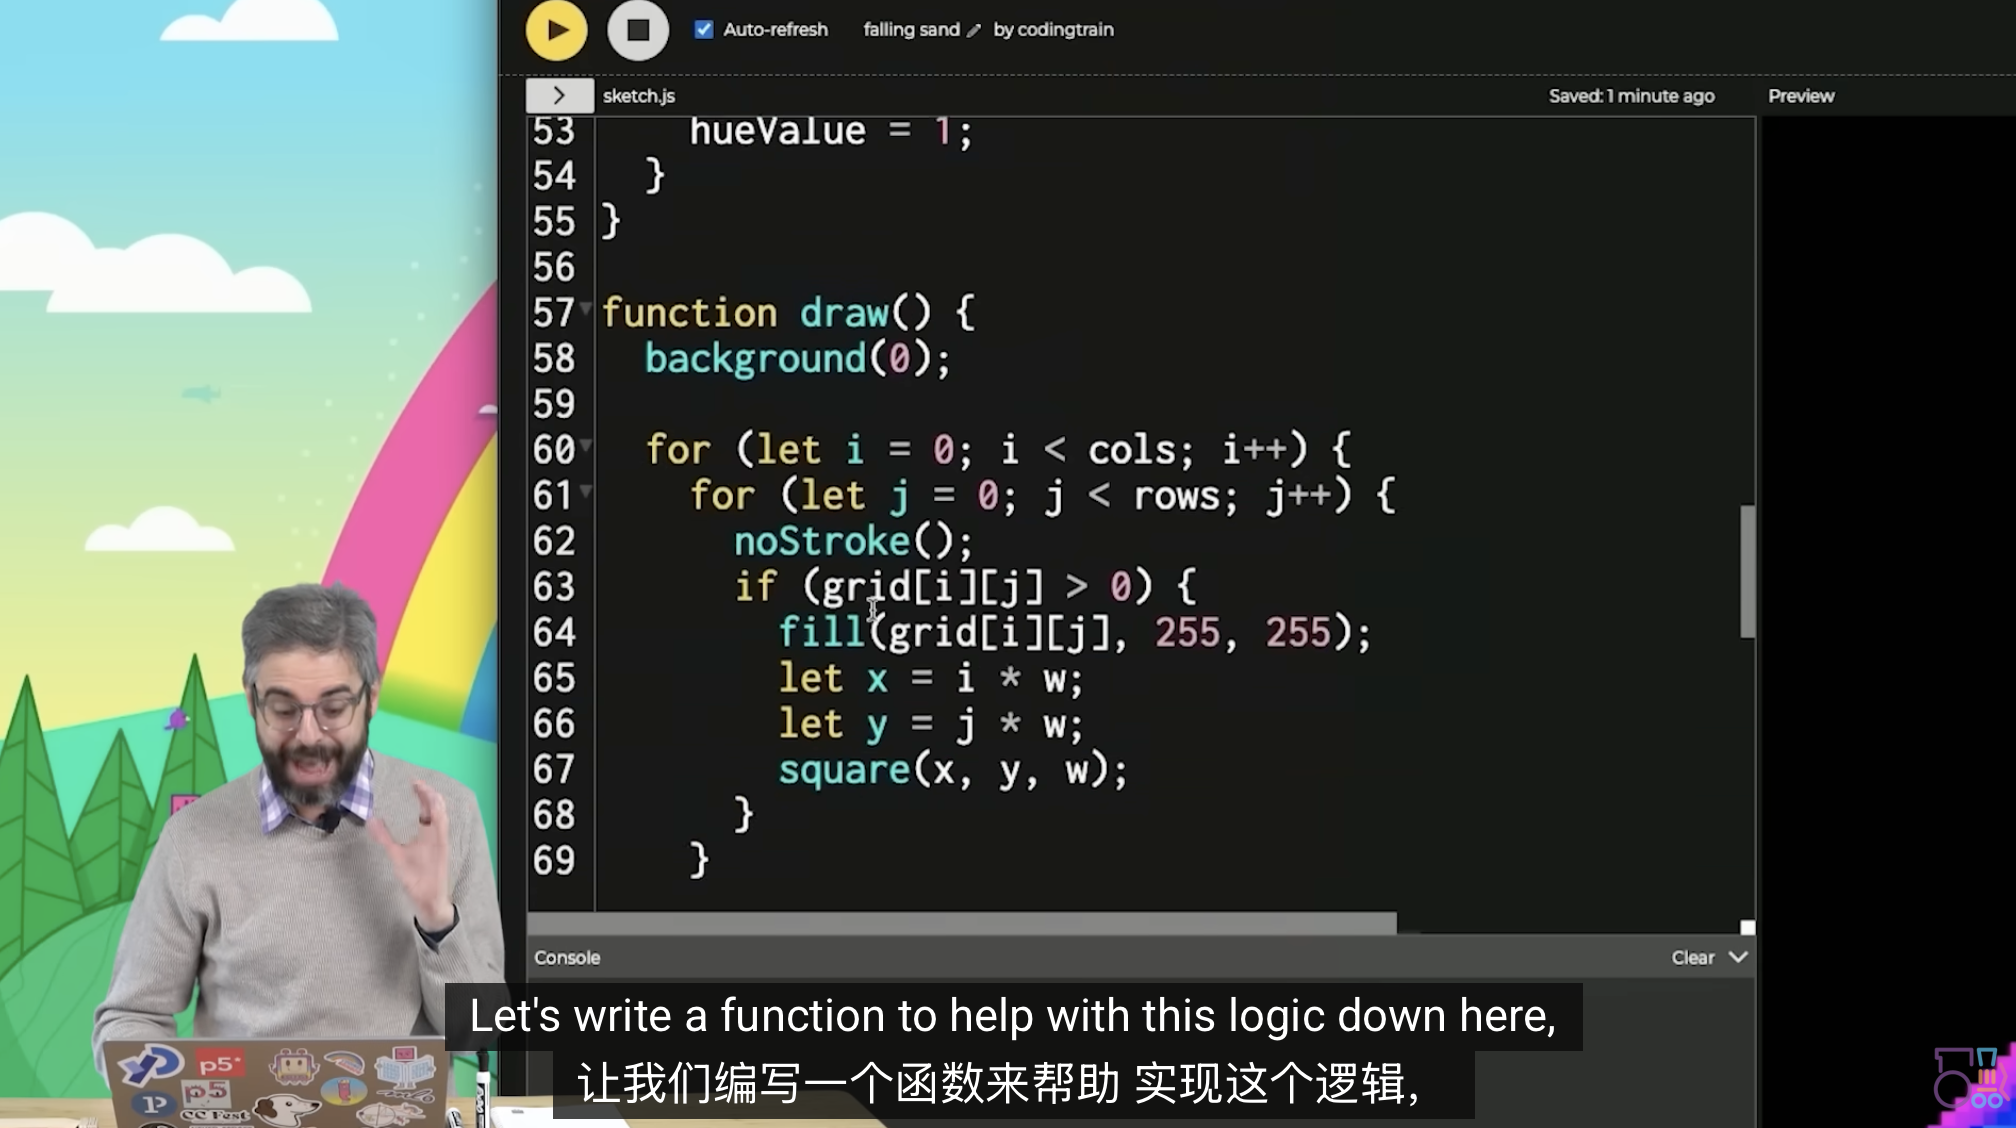 Auto-refresh falling sand by codingtrain
> sketch.js Saved: 1 minute ago Preview
53 hueValue = 1;
54 }
55 }
56
57 function draw() {
58 background(0);
59
60 for (let i = 0; i < cols; i++) {
61 for (let j = 0; j < rows; j++) {
62 noStroke();
63 if (grid[i][j] > 0) {
64 fill(grid[i][j], 255, 255);
65 let x = i * w;
66 let y = j * w;
67 square(x, y, w);
68 }
69 }
Console Clear
Let's write a function to help with this logic down here,
让我们编写一个函数来帮助 实现这个逻辑，
p5*
p5
CC Fest